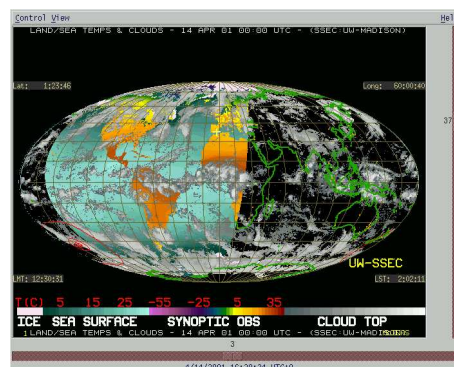 Control View Hel
LAND/SEA TEMPS & CLOUDS - 14 APR 01 00:00 UTC - (SSEC:UW-MADISON)
Lat: 1:23:46 Long: 60:00:40
37
UW-SSEC
LMT: 12:30:31 LST: 2:02:11
T(C) 5 15 25 -55 -25 5 35
ICE SEA SURFACE SYNOPTIC OBS CLOUD TOP
1 LAND/SEA TEMPS & CLOUDS - 14 APR 01 00:00 UTC - (SSEC:UW-MADISON)
3